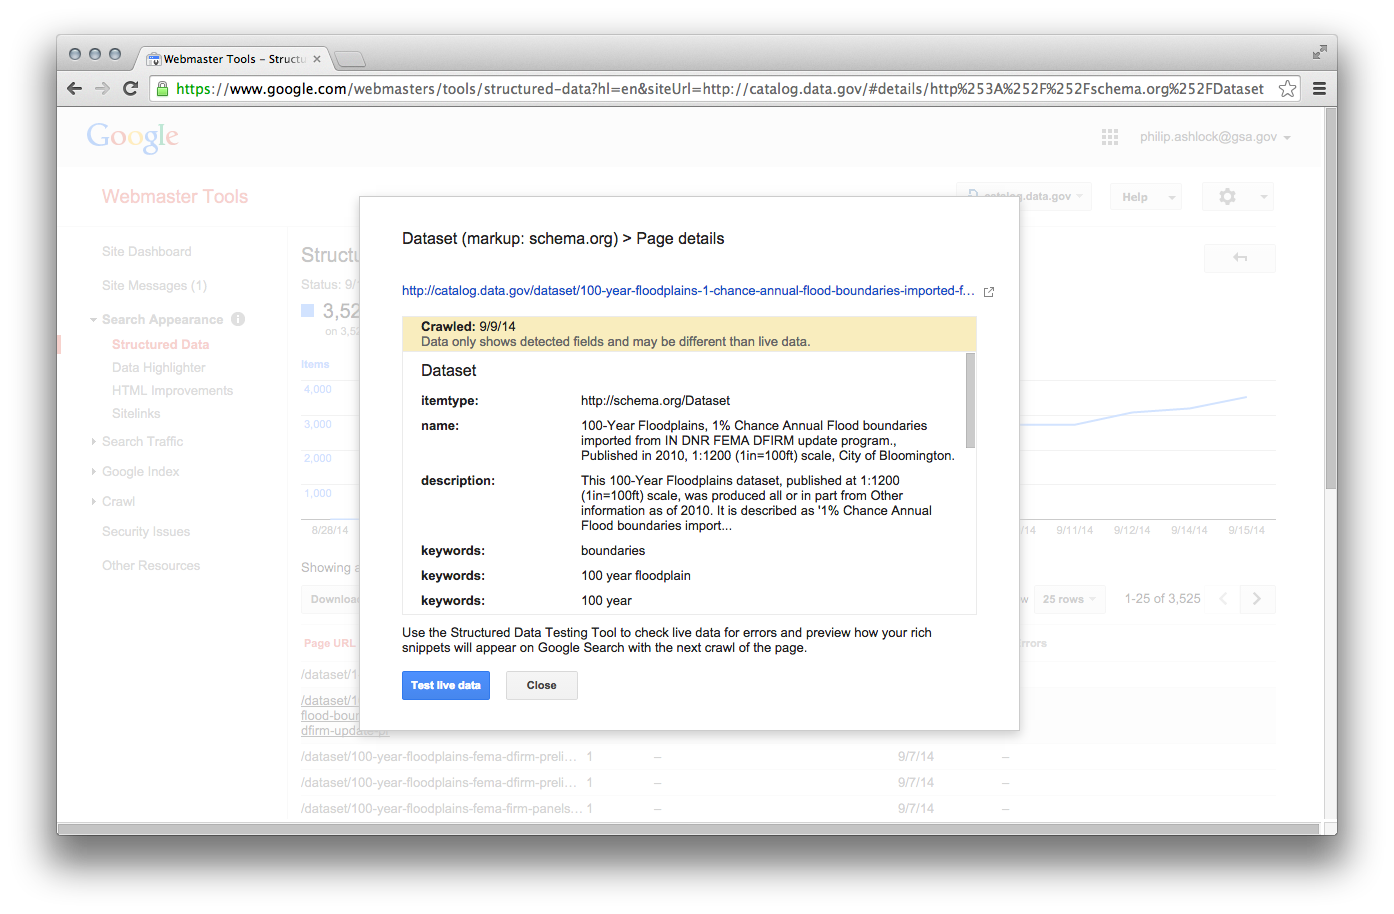 Webmaster Tools – Structu
https://www.google.com/webmasters/tools/structured-data?hl=en&siteUrl=http://catalog.data.gov/#details/http%253A%252F%252Fschema.org%252FDataset
Google
philip.ashlock@gsa.gov
Webmaster Tools
catalog.data.gov
Help
Site Dashboard
Site Messages (1)
Search Appearance
Structured Data
Data Highlighter
HTML Improvements
Sitelinks
Search Traffic
Google Index
Crawl
Security Issues
Other Resources
Structu
Status: 9/
3,52
on 3,52
Items
4,000
3,000
2,000
1,000
8/28/14
/14
9/11/14
9/12/14
9/14/14
9/15/14
Dataset (markup: schema.org) > Page details
http://catalog.data.gov/dataset/100-year-floodplains-1-chance-annual-flood-boundaries-imported-f...
Crawled: 9/9/14
Data only shows detected fields and may be different than live data.
Dataset
itemtype: http://schema.org/Dataset
name: 100-Year Floodplains, 1% Chance Annual Flood boundaries
imported from IN DNR FEMA DFIRM update program.,
Published in 2010, 1:1200 (1in=100ft) scale, City of Bloomington.
description: This 100-Year Floodplains dataset, published at 1:1200
(1in=100ft) scale, was produced all or in part from Other
information as of 2010. It is described as '1% Chance Annual
Flood boundaries import...
keywords: boundaries
keywords: 100 year floodplain
keywords: 100 year
Use the Structured Data Testing Tool to check live data for errors and preview how your rich
snippets will appear on Google Search with the next crawl of the page.
Test live data
Close
Showing
Download
w
25 rows
1-25 of 3,525
Page URL
rrors
/dataset/1
/dataset/1
flood-bou
dfirm-update-pr
/dataset/100-year-floodplains-fema-dfirm-preli... 1 – 9/7/14 –
/dataset/100-year-floodplains-fema-dfirm-preli... 1 – 9/7/14 –
/dataset/100-year-floodplains-fema-firm-panels... 1 – 9/7/14 –